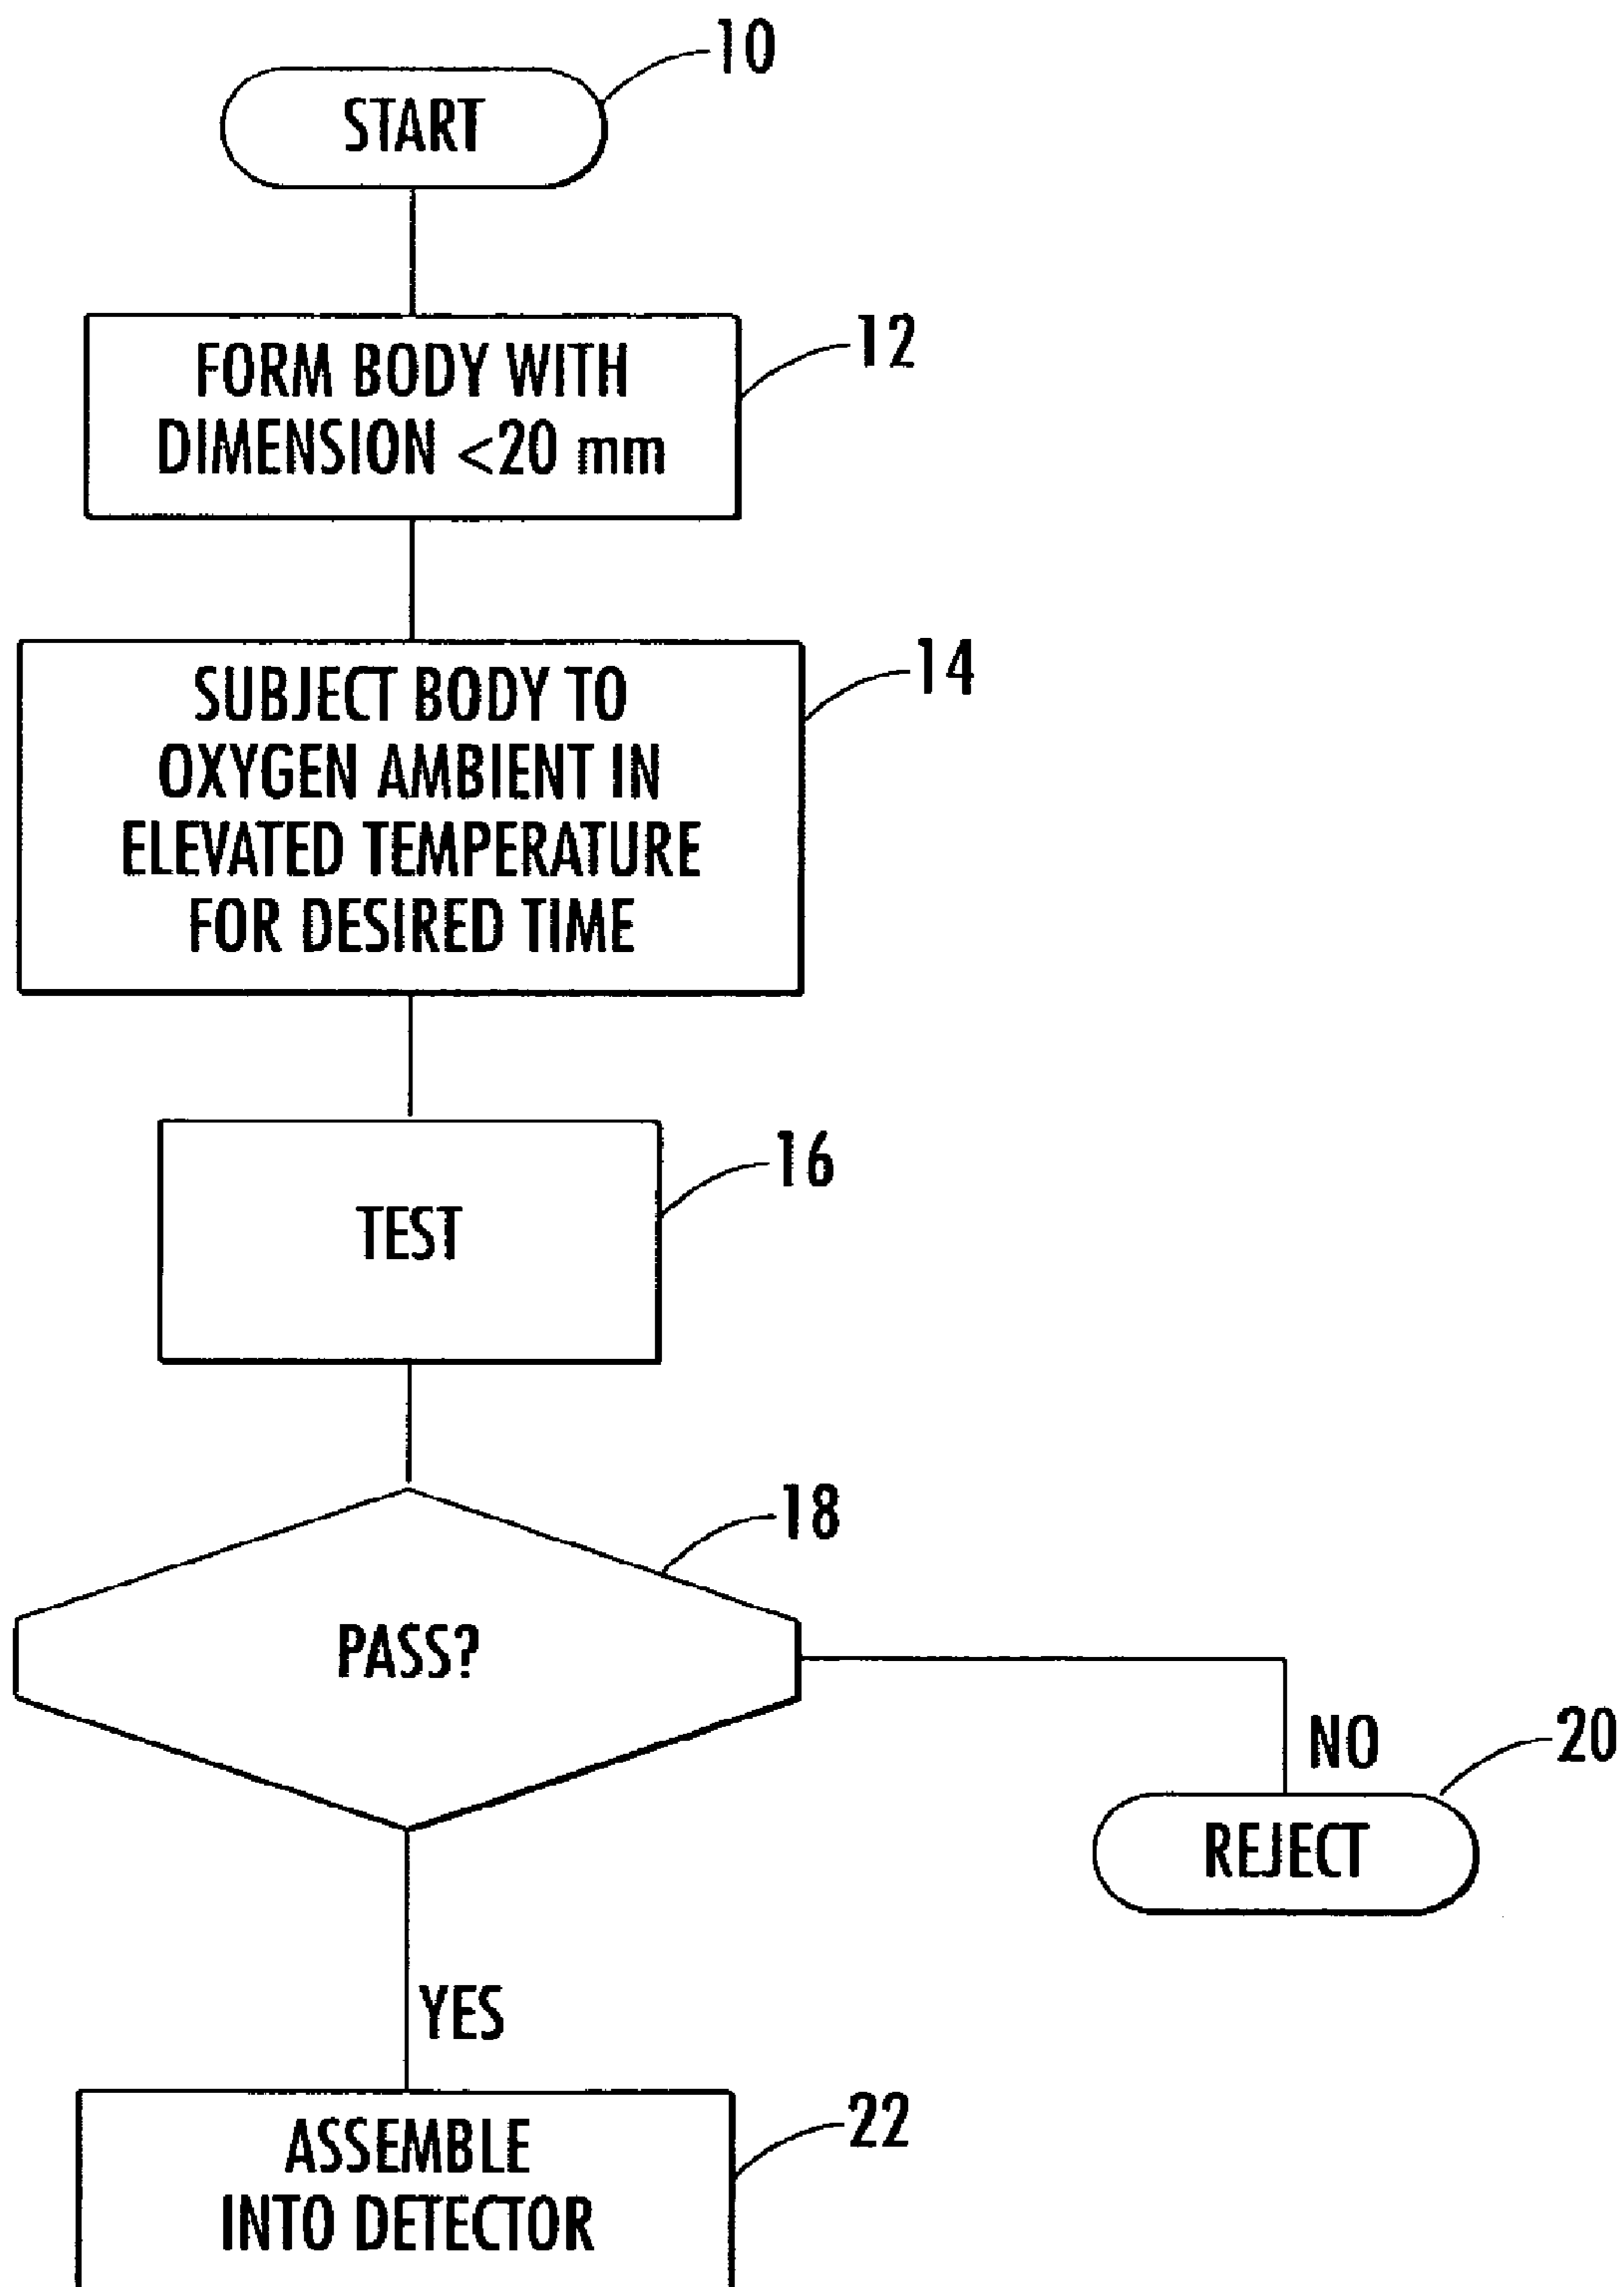 10
START
12
FORM BODY WITH
DIMENSION <20 mm
14
SUBJECT BODY TO
OXYGEN AMBIENT IN
ELEVATED TEMPERATURE
FOR DESIRED TIME
16
TEST
18
PASS?
NO
20
REJECT
YES
22
ASSEMBLE
INTO DETECTOR